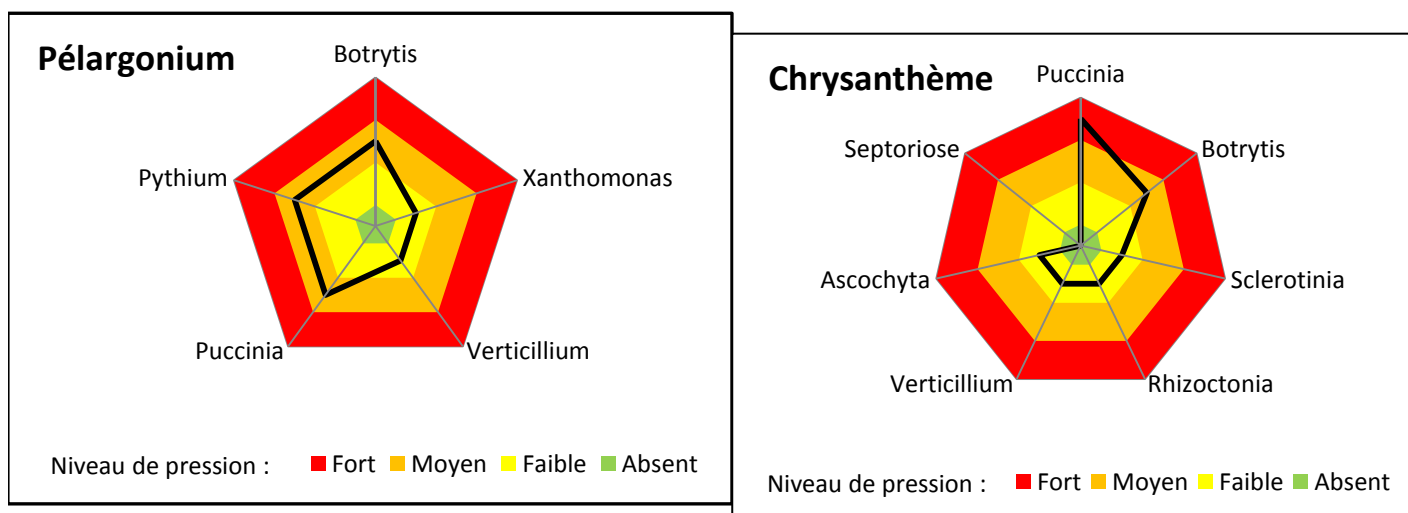 Pélargonium
Botrytis
Xanthomonas
Verticillium
Puccinia
Pythium
Niveau de pression : Fort Moyen Faible Absent
Chrysanthème
Puccinia
Botrytis
Sclerotinia
Rhizoctonia
Verticillium
Ascochyta
Septoriose
Niveau de pression : Fort Moyen Faible Absent